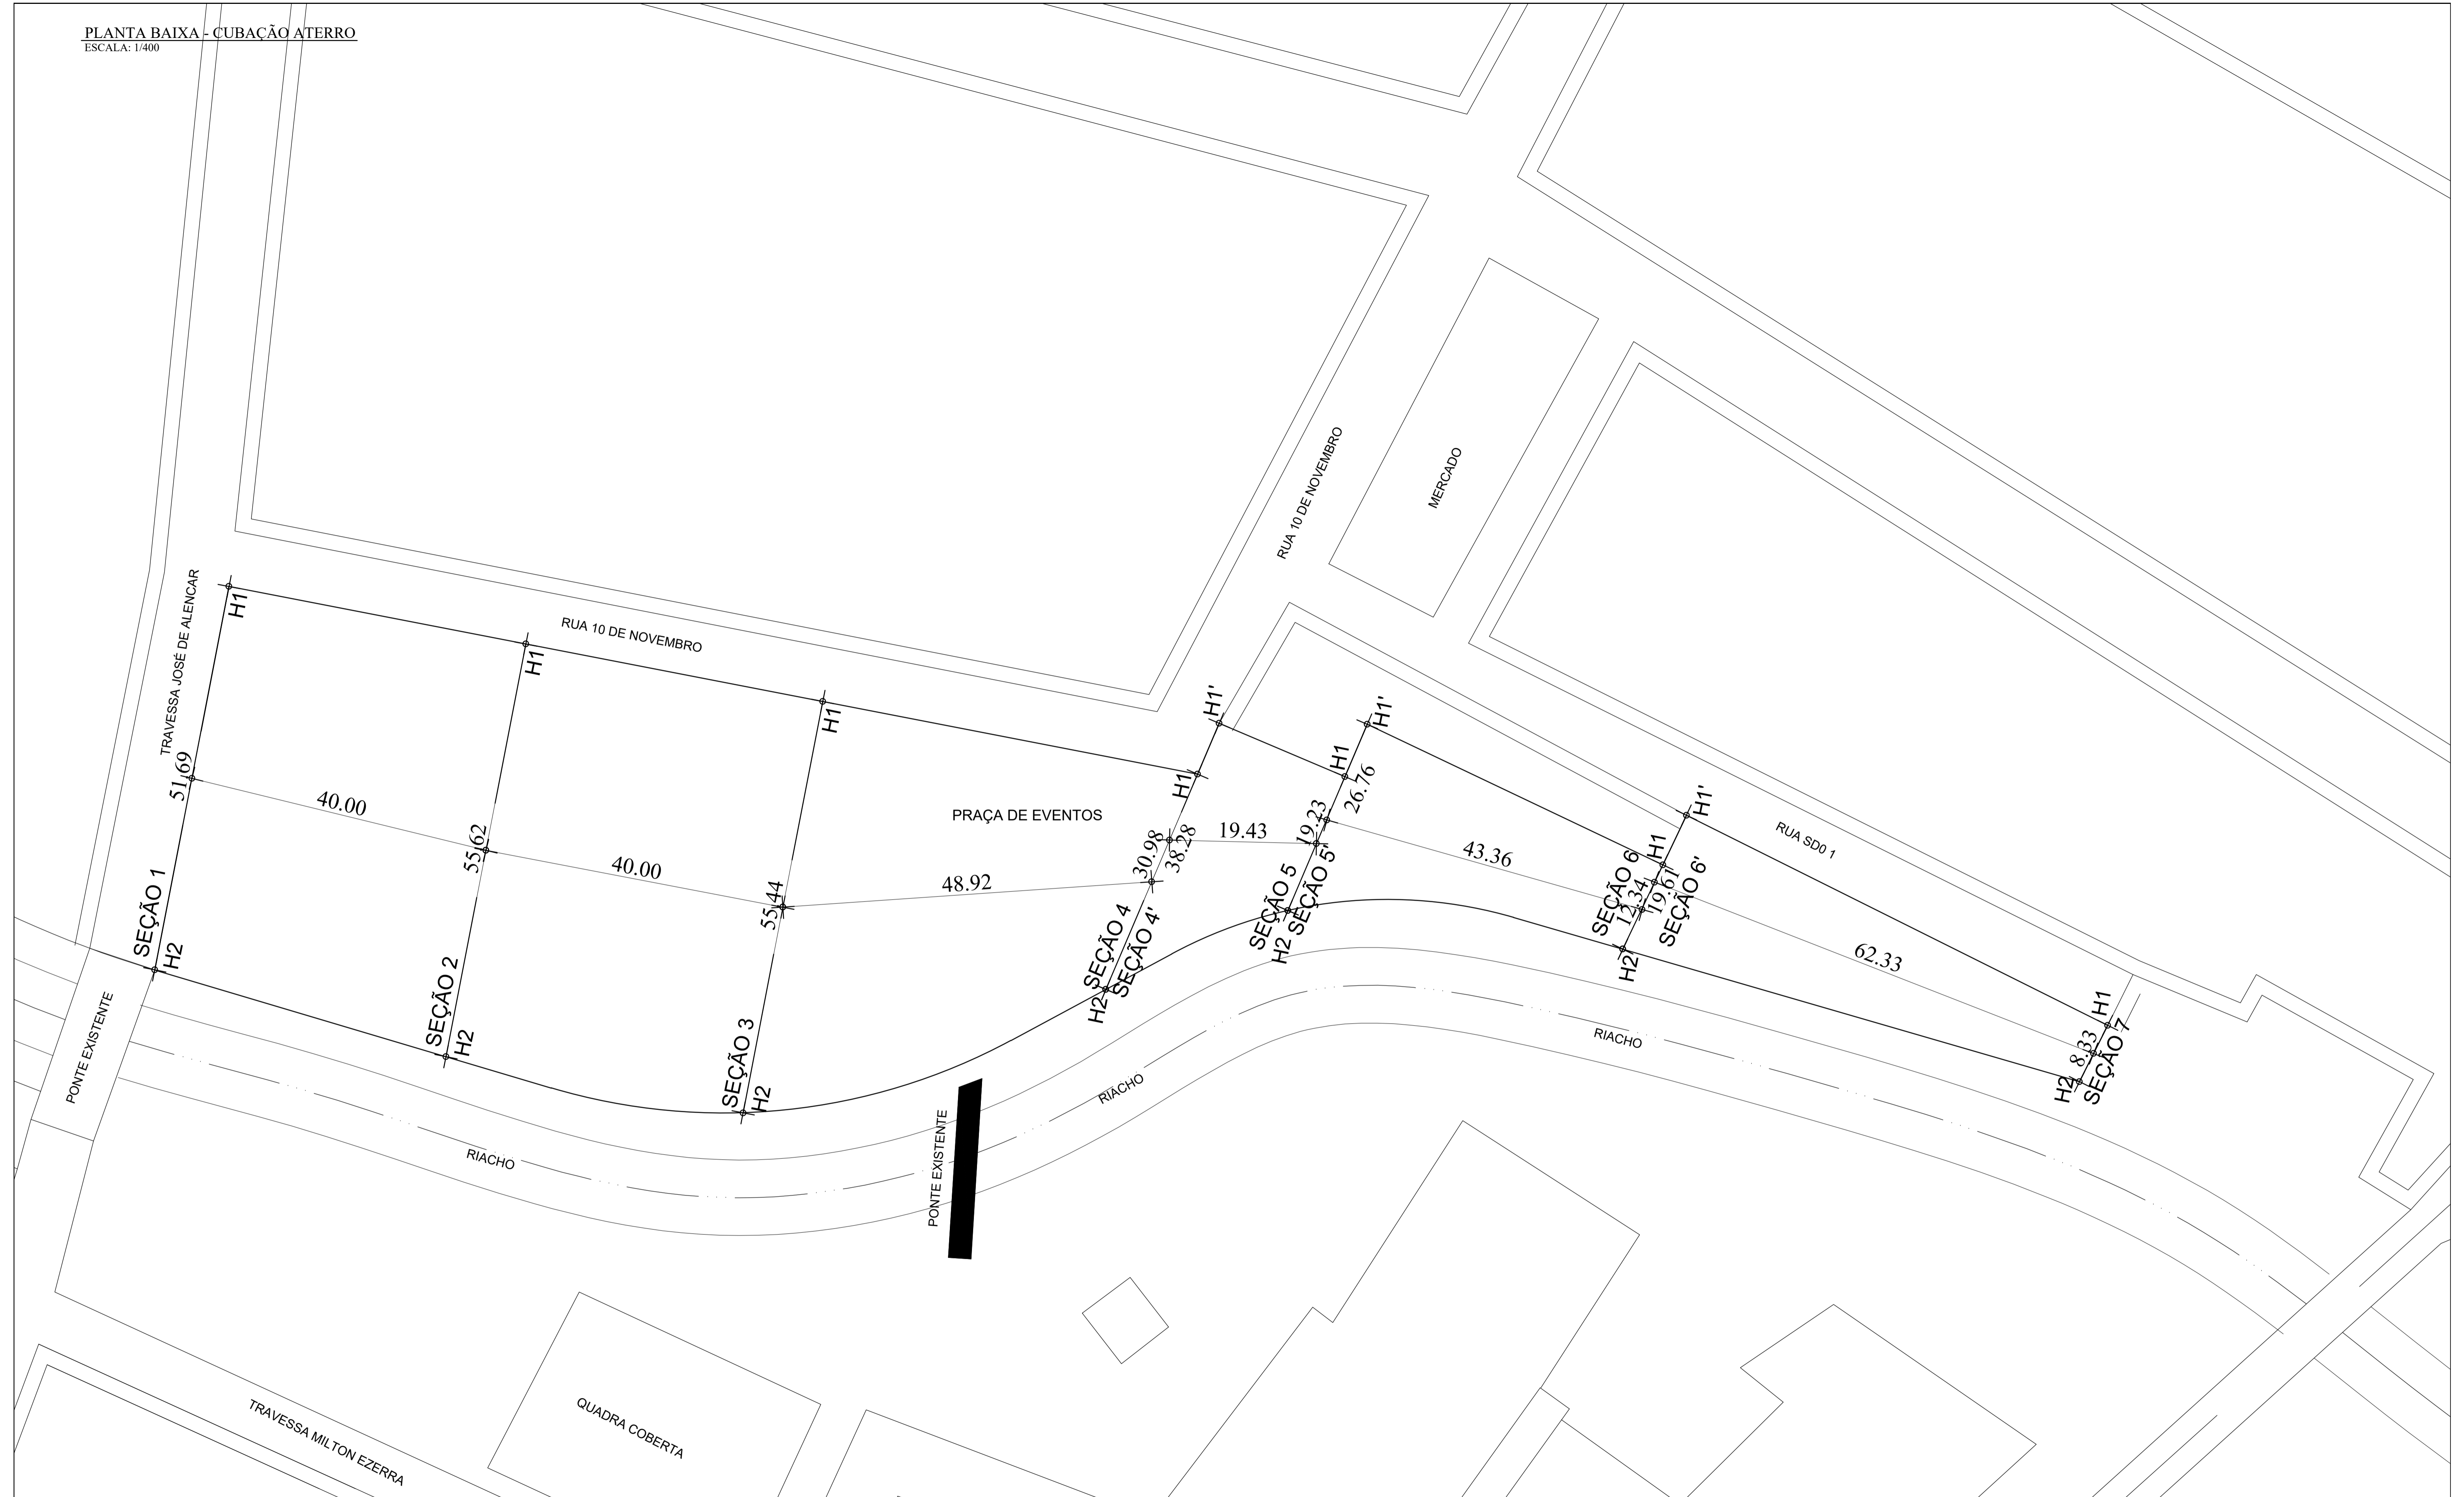 PLANTA BAIXA - CUBAÇÃO ATERRO
ESCALA: 1/400
RUA 10 DE NOVEMBRO
MERCADO
TRAVESSA JOSÉ DE ALENCAR
H1
RUA 10 DE NOVEMBRO
H1
H1
H1'
H1
H1'
H1
PRAÇA DE EVENTOS
51.69
40.00
55.62
40.00
55.44
48.92
30.98
38.28
19.43
19.23
26.76
43.36
H1
H1'
RUA SD0 1
12.34
19.61
62.33
H1
8.33
SEÇÃO 1
H2
SEÇÃO 2
H2
SEÇÃO 3
H2
SEÇÃO 4
SEÇÃO 4'
H2
SEÇÃO 5
SEÇÃO 5'
H2
SEÇÃO 6
SEÇÃO 6'
H2
SEÇÃO 7
H2
PONTE EXISTENTE
RIACHO
PONTE EXISTENTE
RIACHO
RIACHO
QUADRA COBERTA
TRAVESSA MILTON EZERRA